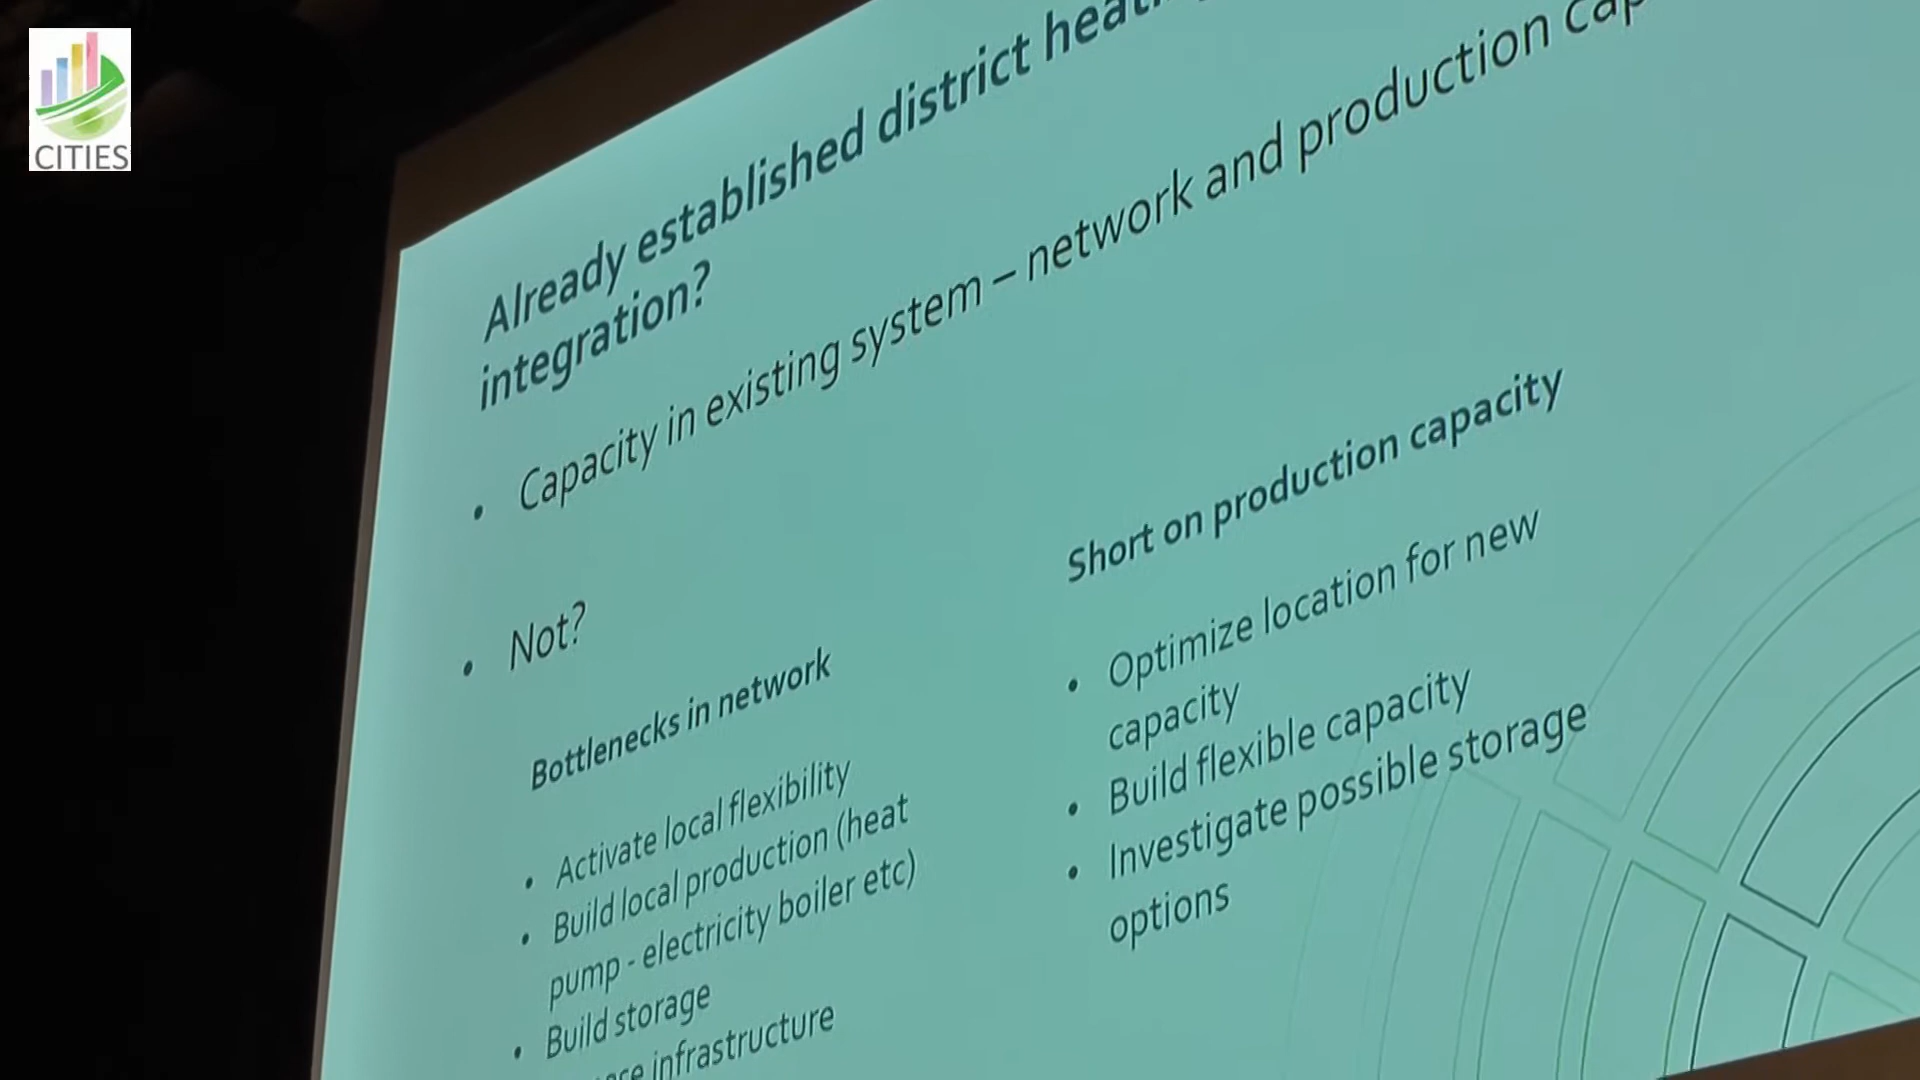 CITIES
Already established district
integration?
• Capacity in existing system – network and production
• Not?
Bottlenecks in network
• Activate local flexibility
• Build local production (heat
pump - electricity boiler etc)
• Build storage
infrastructure
Short on production capacity
• Optimize location for new
capacity
• Build flexible capacity
• Investigate possible storage
options